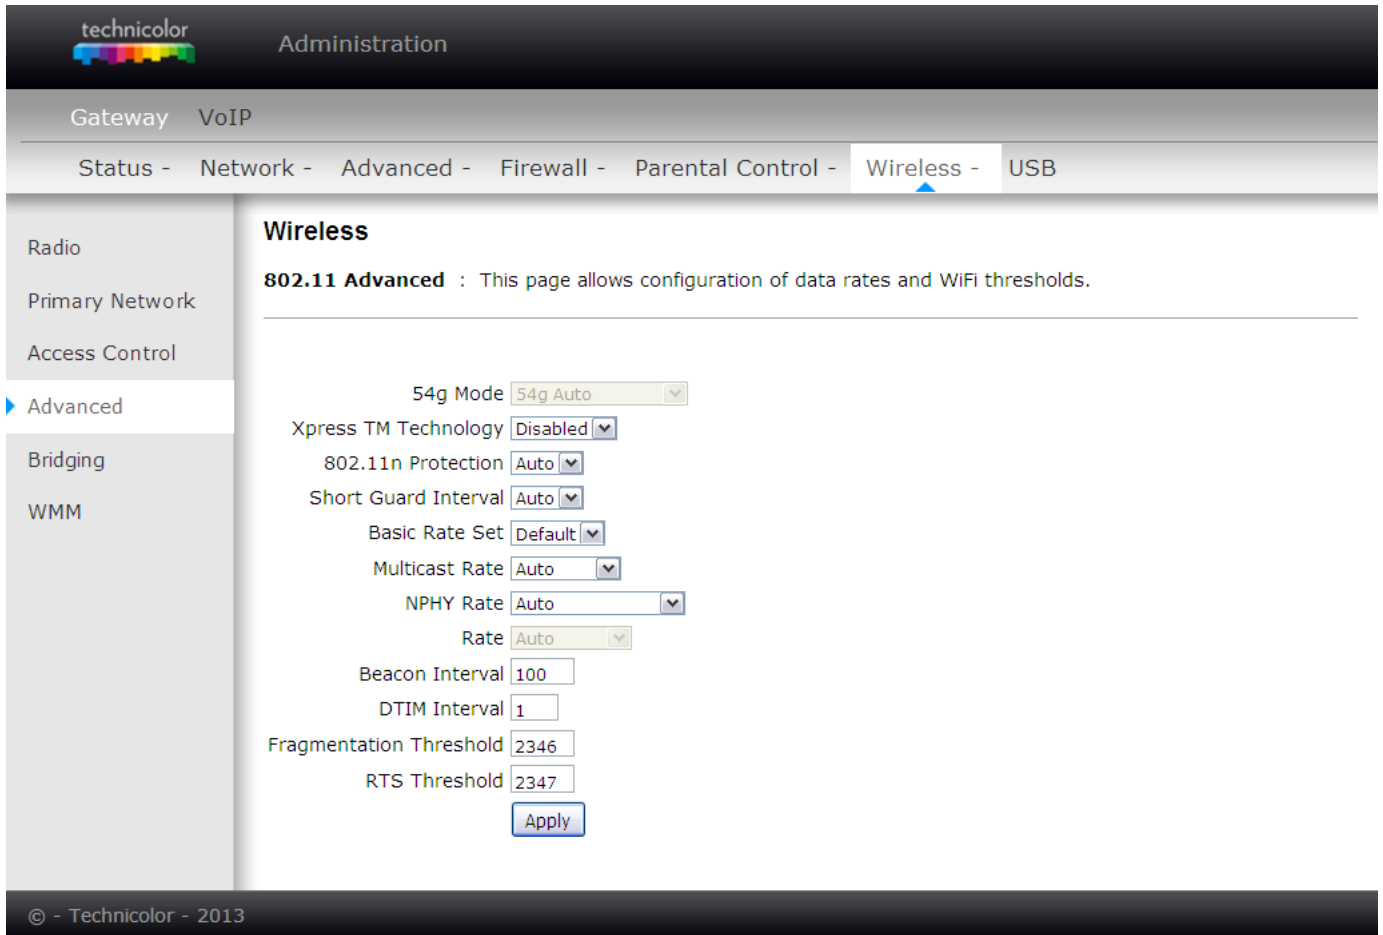 technicolor
Administration
Gateway VoIP
Status - Network - Advanced - Firewall - Parental Control - Wireless - USB
Radio
Primary Network
Access Control
Advanced
Bridging
WMM
Wireless
802.11 Advanced : This page allows configuration of data rates and WiFi thresholds.
54g Mode 54g Auto
Xpress TM Technology Disabled
802.11n Protection Auto
Short Guard Interval Auto
Basic Rate Set Default
Multicast Rate Auto
NPHY Rate Auto
Rate Auto
Beacon Interval 100
DTIM Interval 1
Fragmentation Threshold 2346
RTS Threshold 2347
Apply
© - Technicolor - 2013